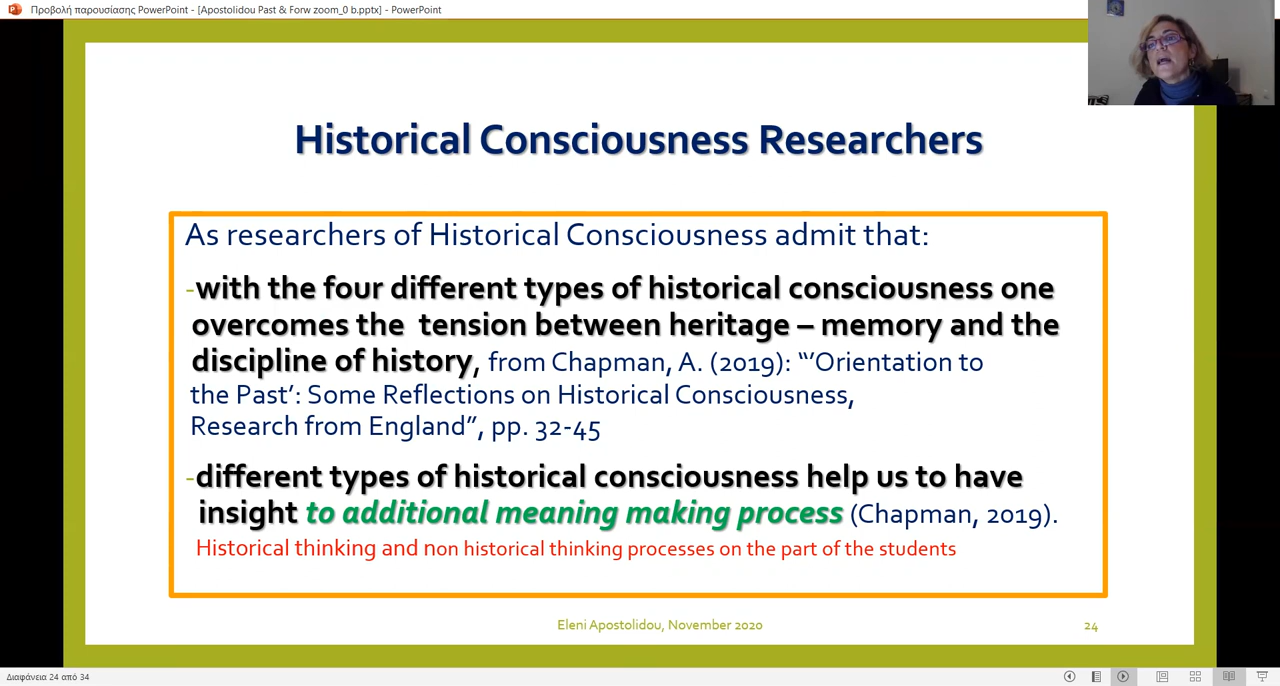 Προβολή παρουσίασης PowerPoint - [Apostolidou Past & Forw zoom_0 b.pptx] - PowerPoint
Historical Consciousness Researchers
As researchers of Historical Consciousness admit that:
-with the four different types of historical consciousness one
overcomes the tension between heritage – memory and the
discipline of history, from Chapman, A. (2019): “‘Orientation to
the Past’: Some Reflections on Historical Consciousness,
Research from England”, pp. 32-45
-different types of historical consciousness help us to have
insight to additional meaning making process (Chapman, 2019).
Historical thinking and non historical thinking processes on the part of the students
Eleni Apostolidou, November 2020
24
Διαφάνεια 24 από 34